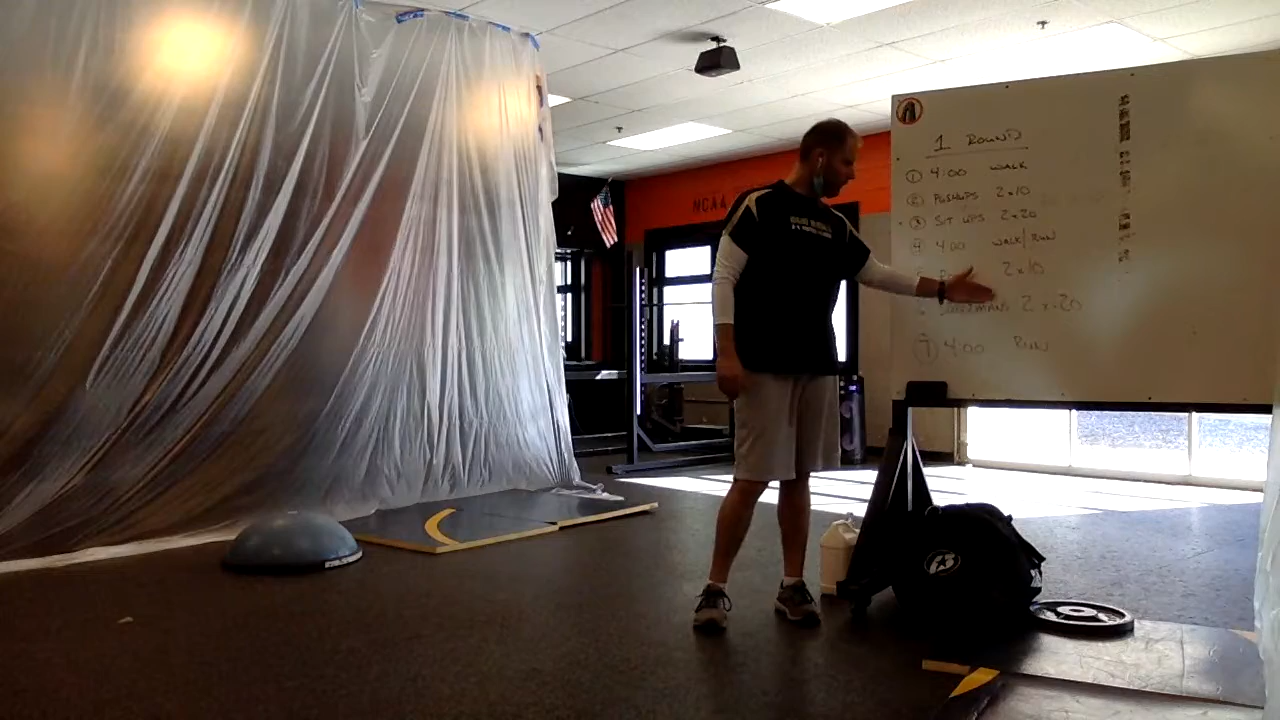 1 ROUND
① 4:00 WALK
② PUSHUPS 2x10
③ SIT UPS 2x20
④ 4:00 WALK/RUN
2x10
2x20
⑦ 4:00 RUN
NCAA